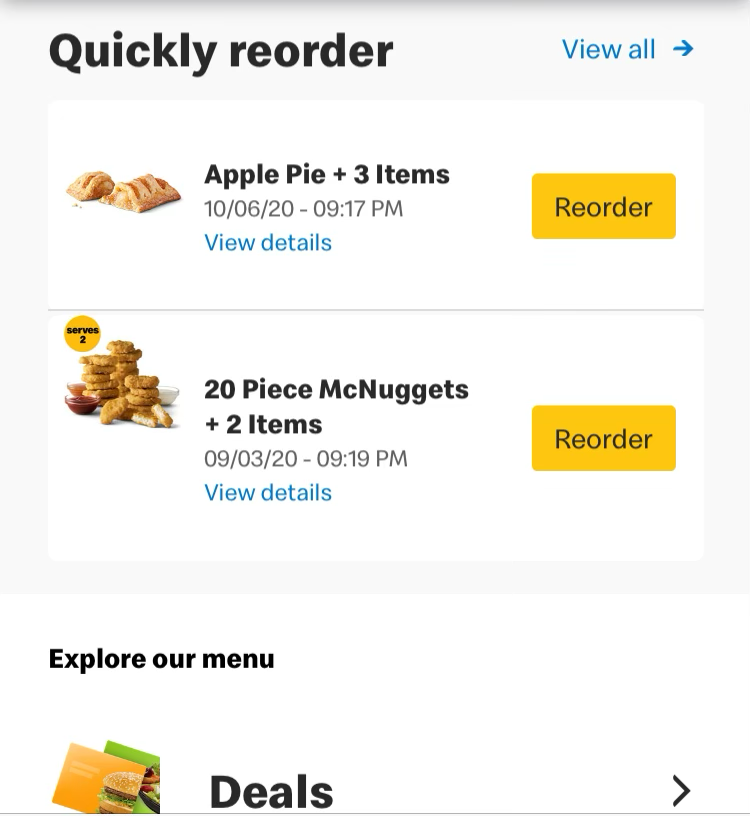 Quickly reorder
View all
Apple Pie + 3 Items
10/06/20 - 09:17 PM
View details
Reorder
serves
2
20 Piece McNuggets
+ 2 Items
09/03/20 - 09:19 PM
View details
Reorder
Explore our menu
Deals